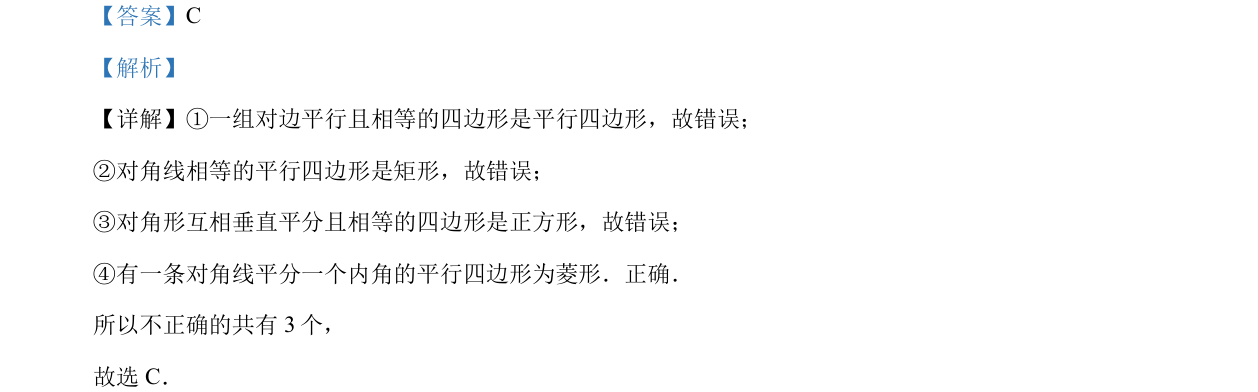 【答案】C
【解析】
【详解】①一组对边平行且相等的四边形是平行四边形，故错误；
②对角线相等的平行四边形是矩形，故错误；
③对角形互相垂直平分且相等的四边形是正方形，故错误；
④有一条对角线平分一个内角的平行四边形为菱形．正确．
所以不正确的共有 3 个，
故选 C．